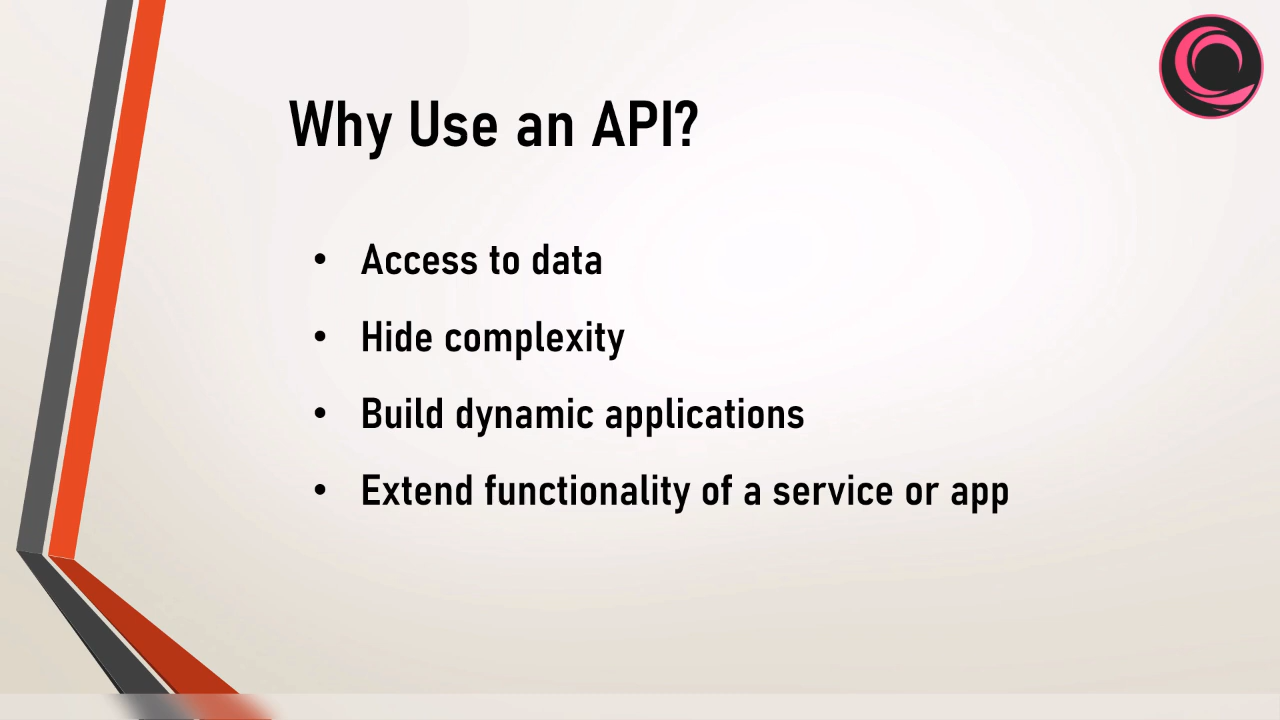 Why Use an API?
• Access to data
• Hide complexity
• Build dynamic applications
• Extend functionality of a service or app